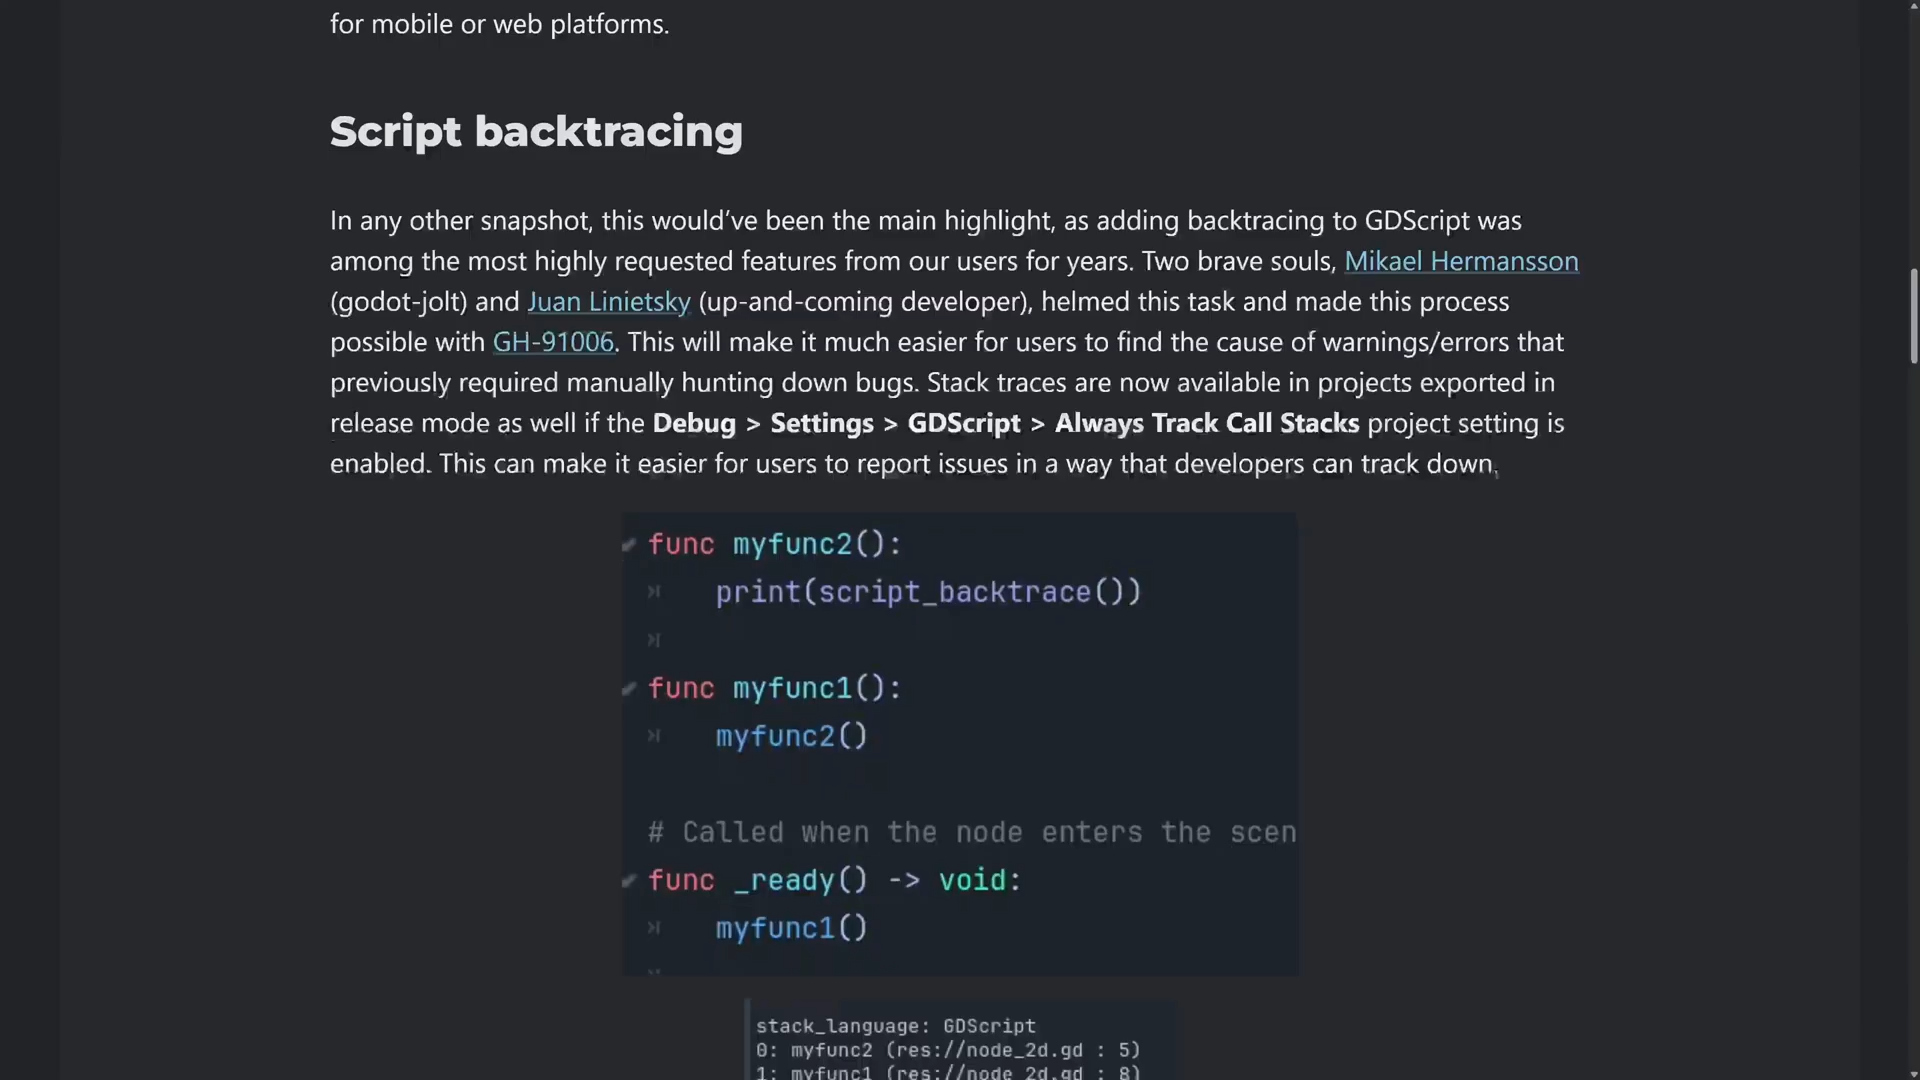 for mobile or web platforms.
Script backtracing
In any other snapshot, this would’ve been the main highlight, as adding backtracing to GDScript was
among the most highly requested features from our users for years. Two brave souls, Mikael Hermansson
(godot-jolt) and Juan Linietsky (up-and-coming developer), helmed this task and made this process
possible with GH-91006. This will make it much easier for users to find the cause of warnings/errors that
previously required manually hunting down bugs. Stack traces are now available in projects exported in
release mode as well if the Debug > Settings > GDScript > Always Track Call Stacks project setting is
enabled. This can make it easier for users to report issues in a way that developers can track down.
func myfunc2():
print(script_backtrace())
func myfunc1():
myfunc2()
# Called when the node enters the scen
func _ready() -> void:
myfunc1()
stack_language: GDScript
0: myfunc2 (res://node_2d.gd : 5)
1: myfunc1 (res://node_2d.gd : 8)